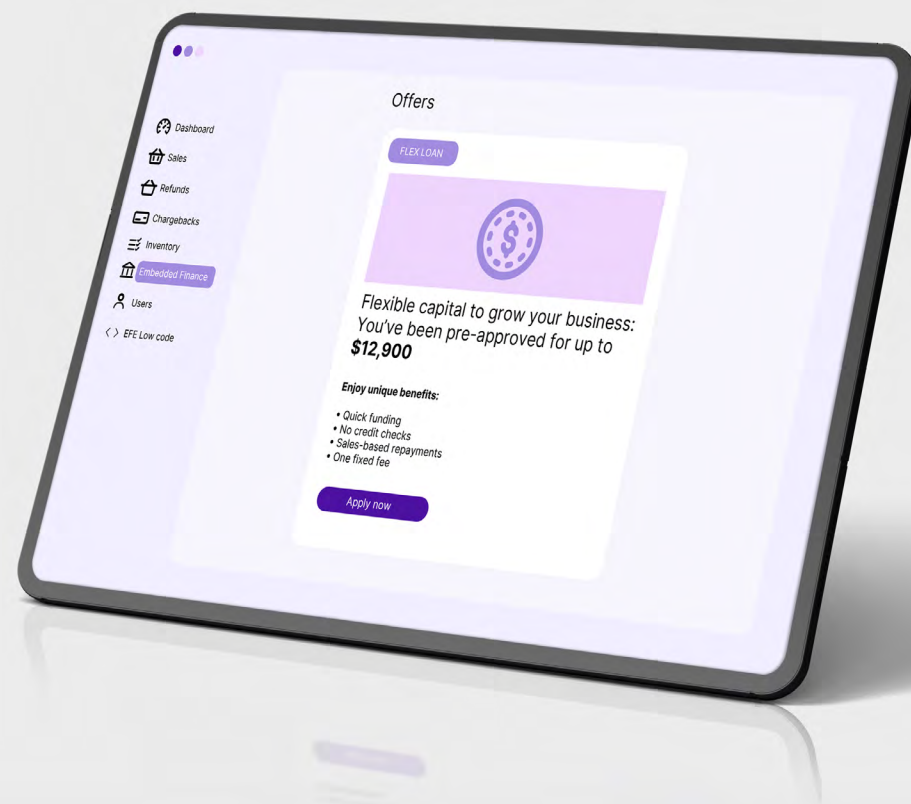 Dashboard
Sales
Refunds
Chargebacks
Inventory
Embedded Finance
Users
EFE Low code
Offers
FLEX LOAN
$
Flexible capital to grow your business:
You've been pre-approved for up to
$12,900
Enjoy unique benefits:
• Quick funding
• No credit checks
• Sales-based repayments
• One fixed fee
Apply now